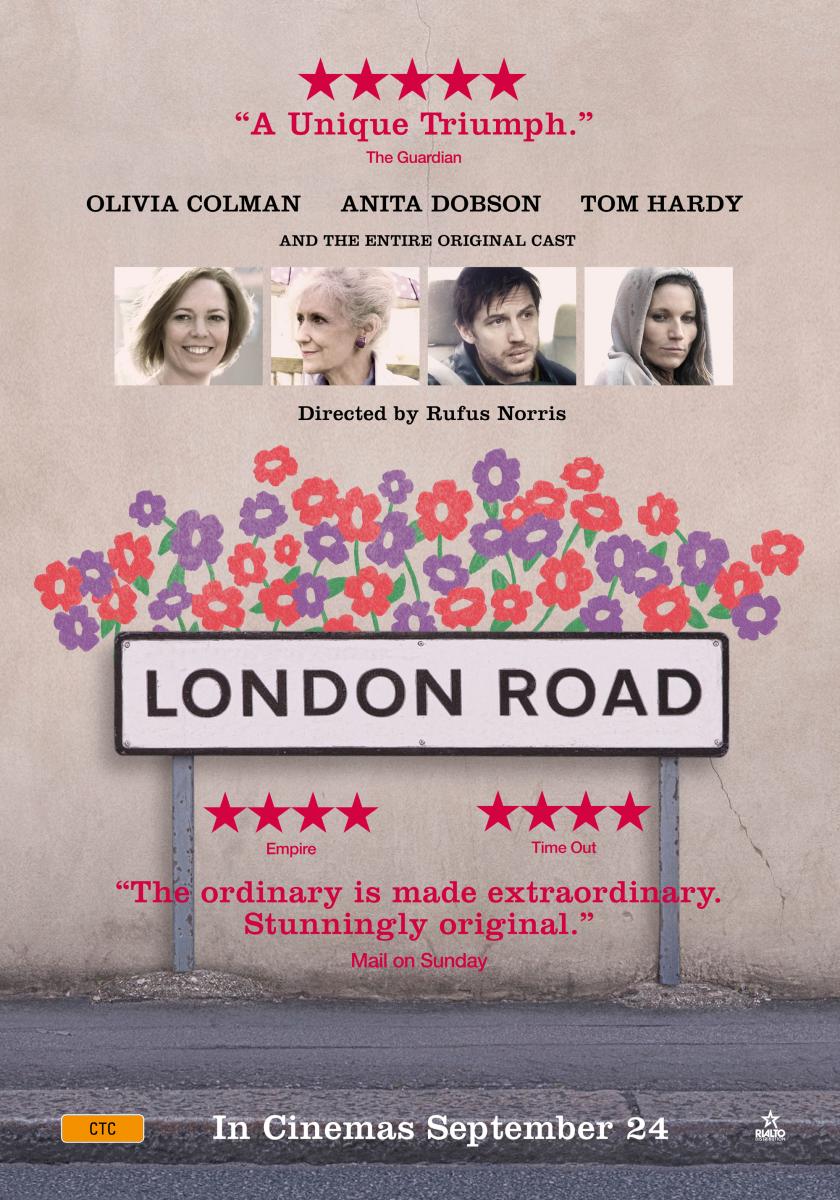 “A Unique Triumph.”
The Guardian
OLIVIA COLMAN ANITA DOBSON TOM HARDY
AND THE ENTIRE ORIGINAL CAST
Directed by Rufus Norris
LONDON ROAD
Empire Time Out
“The ordinary is made extraordinary.
Stunningly original.”
Mail on Sunday
CTC In Cinemas September 24
RIALTO
DISTRIBUTION